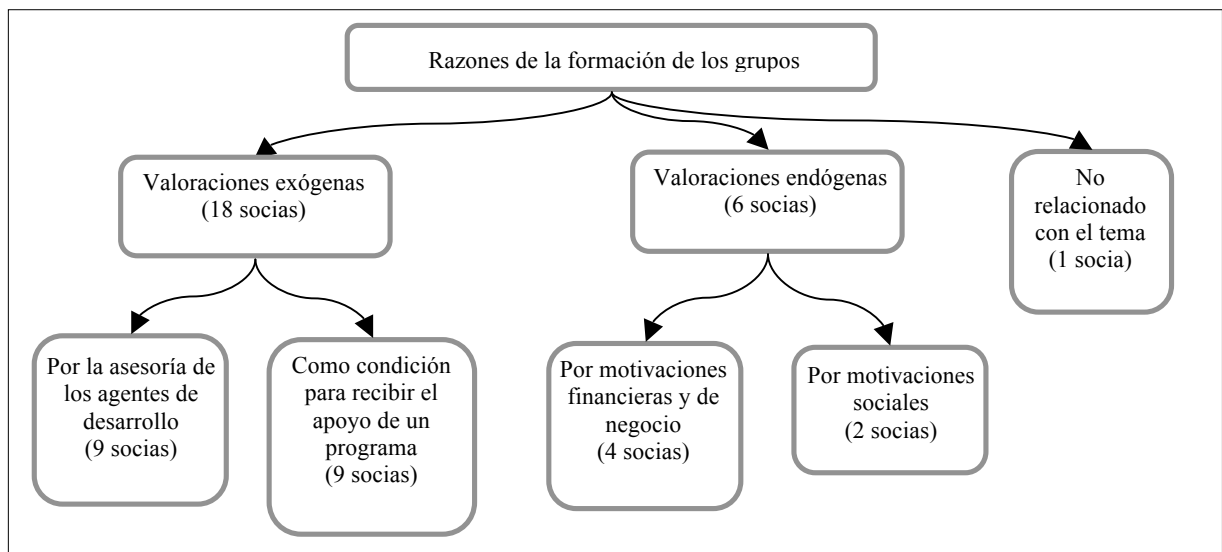 Razones de la formación de los grupos
Valoraciones exógenas
(18 socias)
Valoraciones endógenas
(6 socias)
No
relacionado
con el tema
(1 socia)
Por la asesoría de
los agentes de
desarrollo
(9 socias)
Como condición
para recibir el
apoyo de un
programa
(9 socias)
Por motivaciones
financieras y de
negocio
(4 socias)
Por motivaciones
sociales
(2 socias)